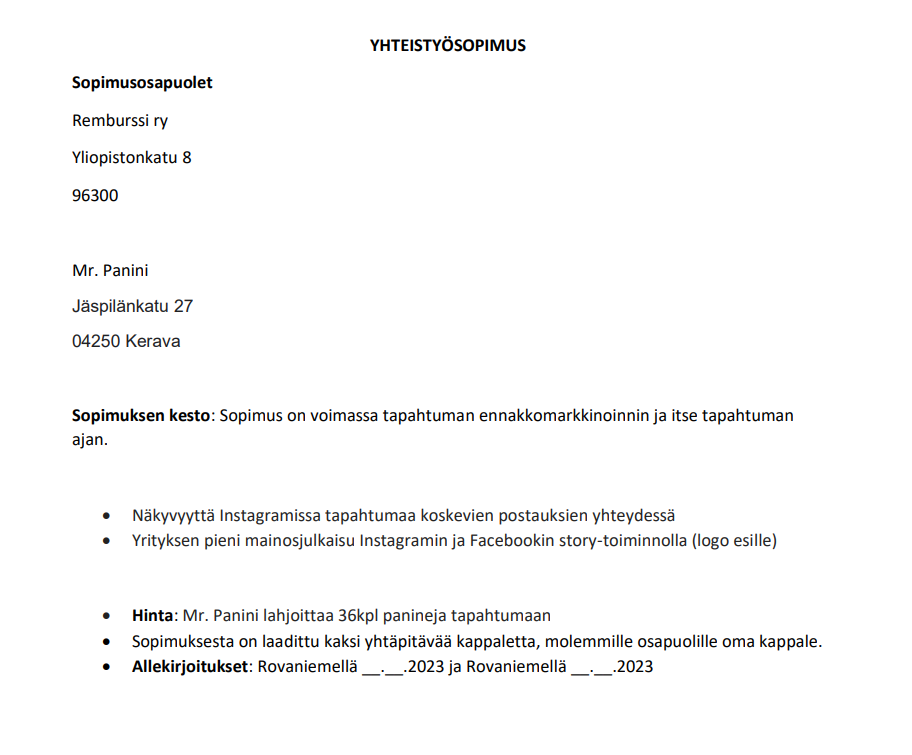 YHTEISTYÖSOPIMUS
Sopimusosapuolet
Remburssi ry
Yliopistonkatu 8
96300
Mr. Panini
Jäspilänkatu 27
04250 Kerava
Sopimuksen kesto: Sopimus on voimassa tapahtuman ennakkomarkkinoinnin ja itse tapahtuman
ajan.
• Näkyvyyttä Instagramissa tapahtumaa koskevien postauksien yhteydessä
• Yrityksen pieni mainosjulkaisu Instagramin ja Facebookin story-toiminnolla (logo esille)
• Hinta: Mr. Panini lahjoittaa 36kpl panineja tapahtumaan
• Sopimuksesta on laadittu kaksi yhtäpitävää kappaletta, molemmille osapuolille oma kappale.
• Allekirjoitukset: Rovaniemellä __.__.2023 ja Rovaniemellä __.__.2023